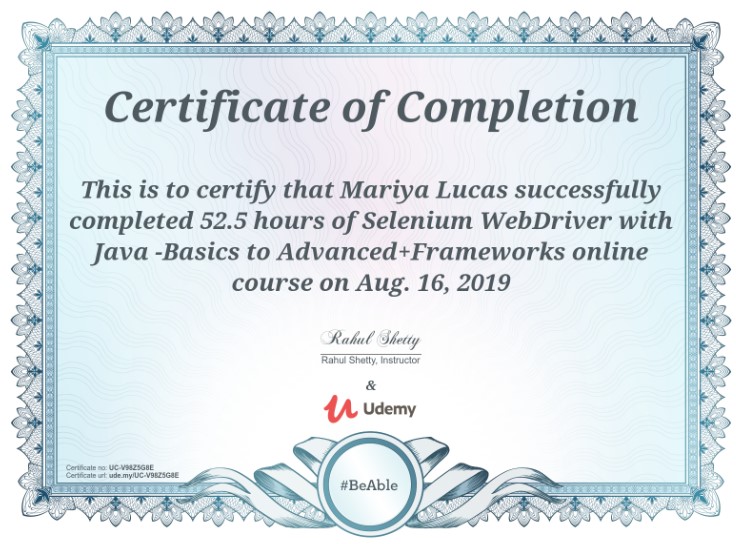 Certificate of Completion
This is to certify that Mariya Lucas successfully
completed 52.5 hours of Selenium WebDriver with
Java -Basics to Advanced+Frameworks online
course on Aug. 16, 2019
Rahul Shetty
Rahul Shetty, Instructor
&
Udemy
Certificate no: UC-V98Z5G8E
Certificate url: ude.my/UC-V98Z5G8E
#BeAble